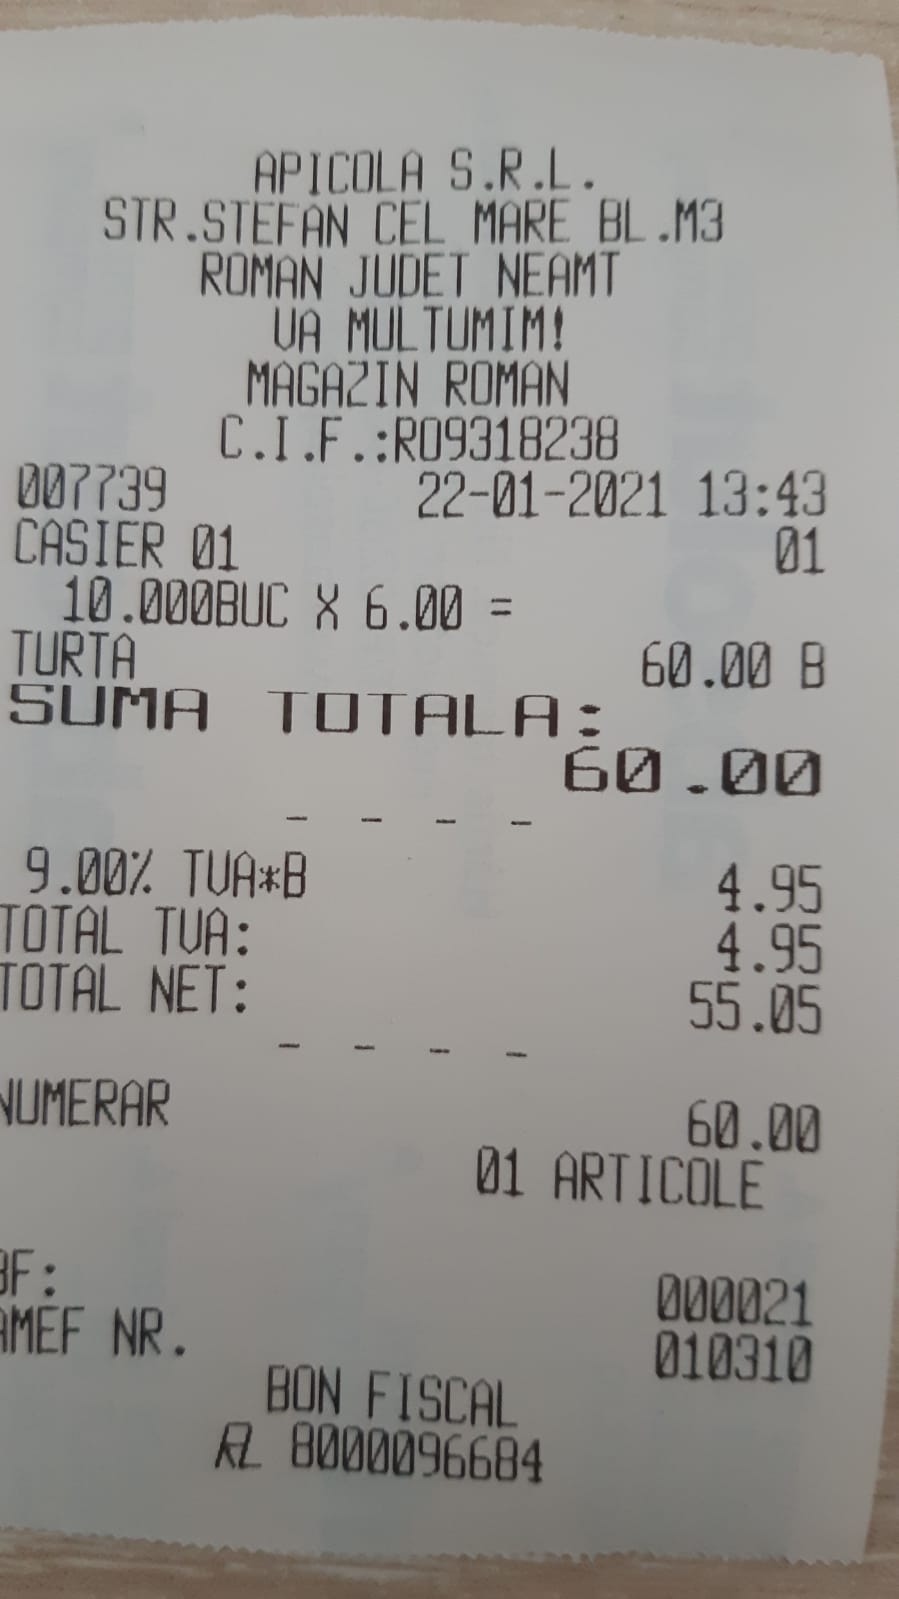 APICOLA S.R.L.
STR.STEFAN CEL MARE BL.M3
ROMAN JUDET NEAMT
VA MULTUMIM!
MAGAZIN ROMAN
C.I.F.:RO9318238
007739 22-01-2021 13:43
CASIER 01 01
10.000BUC X 6.00 =
TURTA 60.00 B
SUMA TOTALA:
60.00
- - - -
9.00% TVA*B 4.95
TOTAL TVA: 4.95
TOTAL NET: 55.05
- - - -
NUMERAR 60.00
01 ARTICOLE
BF: 000021
AMEF NR. 010310
BON FISCAL
8000096684